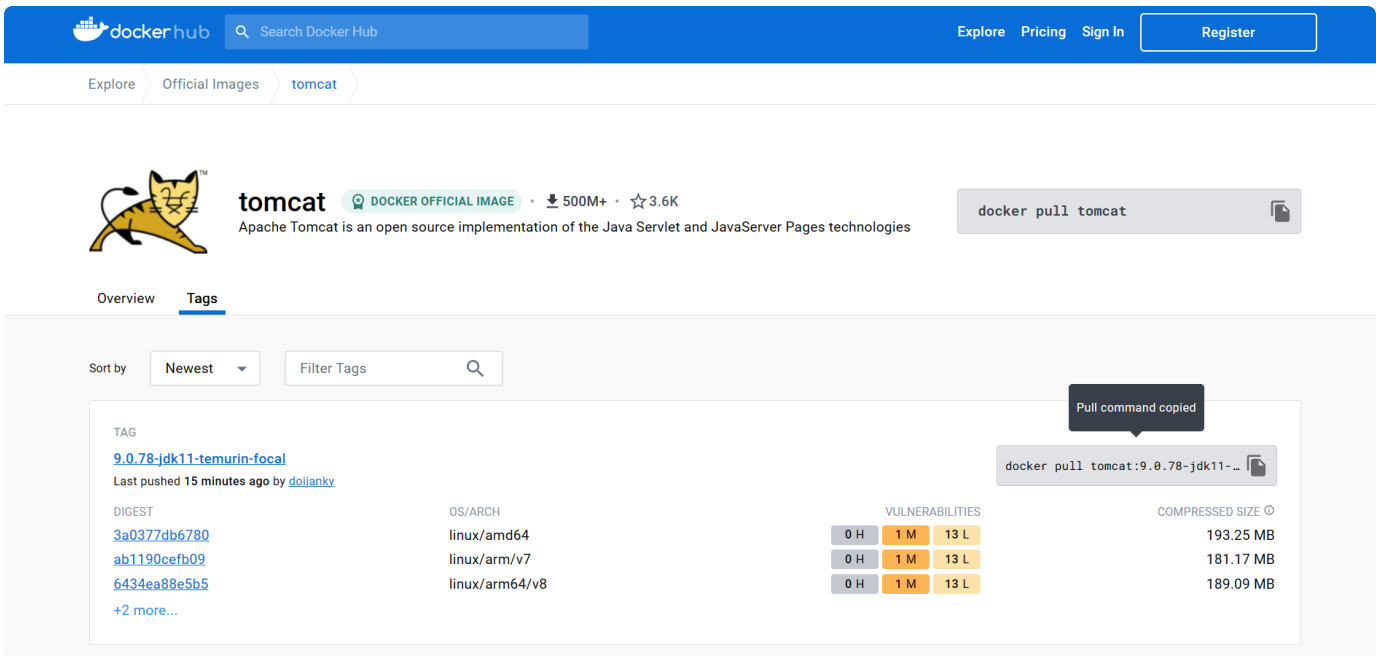 dockerhub Search Docker Hub Explore Pricing Sign In Register
Explore Official Images tomcat
tomcat DOCKER OFFICIAL IMAGE · 500M+ · 3.6K
Apache Tomcat is an open source implementation of the Java Servlet and JavaServer Pages technologies
docker pull tomcat
TM
Overview Tags
Sort by Newest Filter Tags
Pull command copied
TAG
9.0.78-jdk11-temurin-focal
docker pull tomcat:9.0.78-jdk11-…
Last pushed 15 minutes ago by doijanky
DIGEST OS/ARCH VULNERABILITIES COMPRESSED SIZE
3a0377db6780 linux/amd64 0 H 1 M 13 L 193.25 MB
ab1190cefb09 linux/arm/v7 0 H 1 M 13 L 181.17 MB
6434ea88e5b5 linux/arm64/v8 0 H 1 M 13 L 189.09 MB
+2 more...